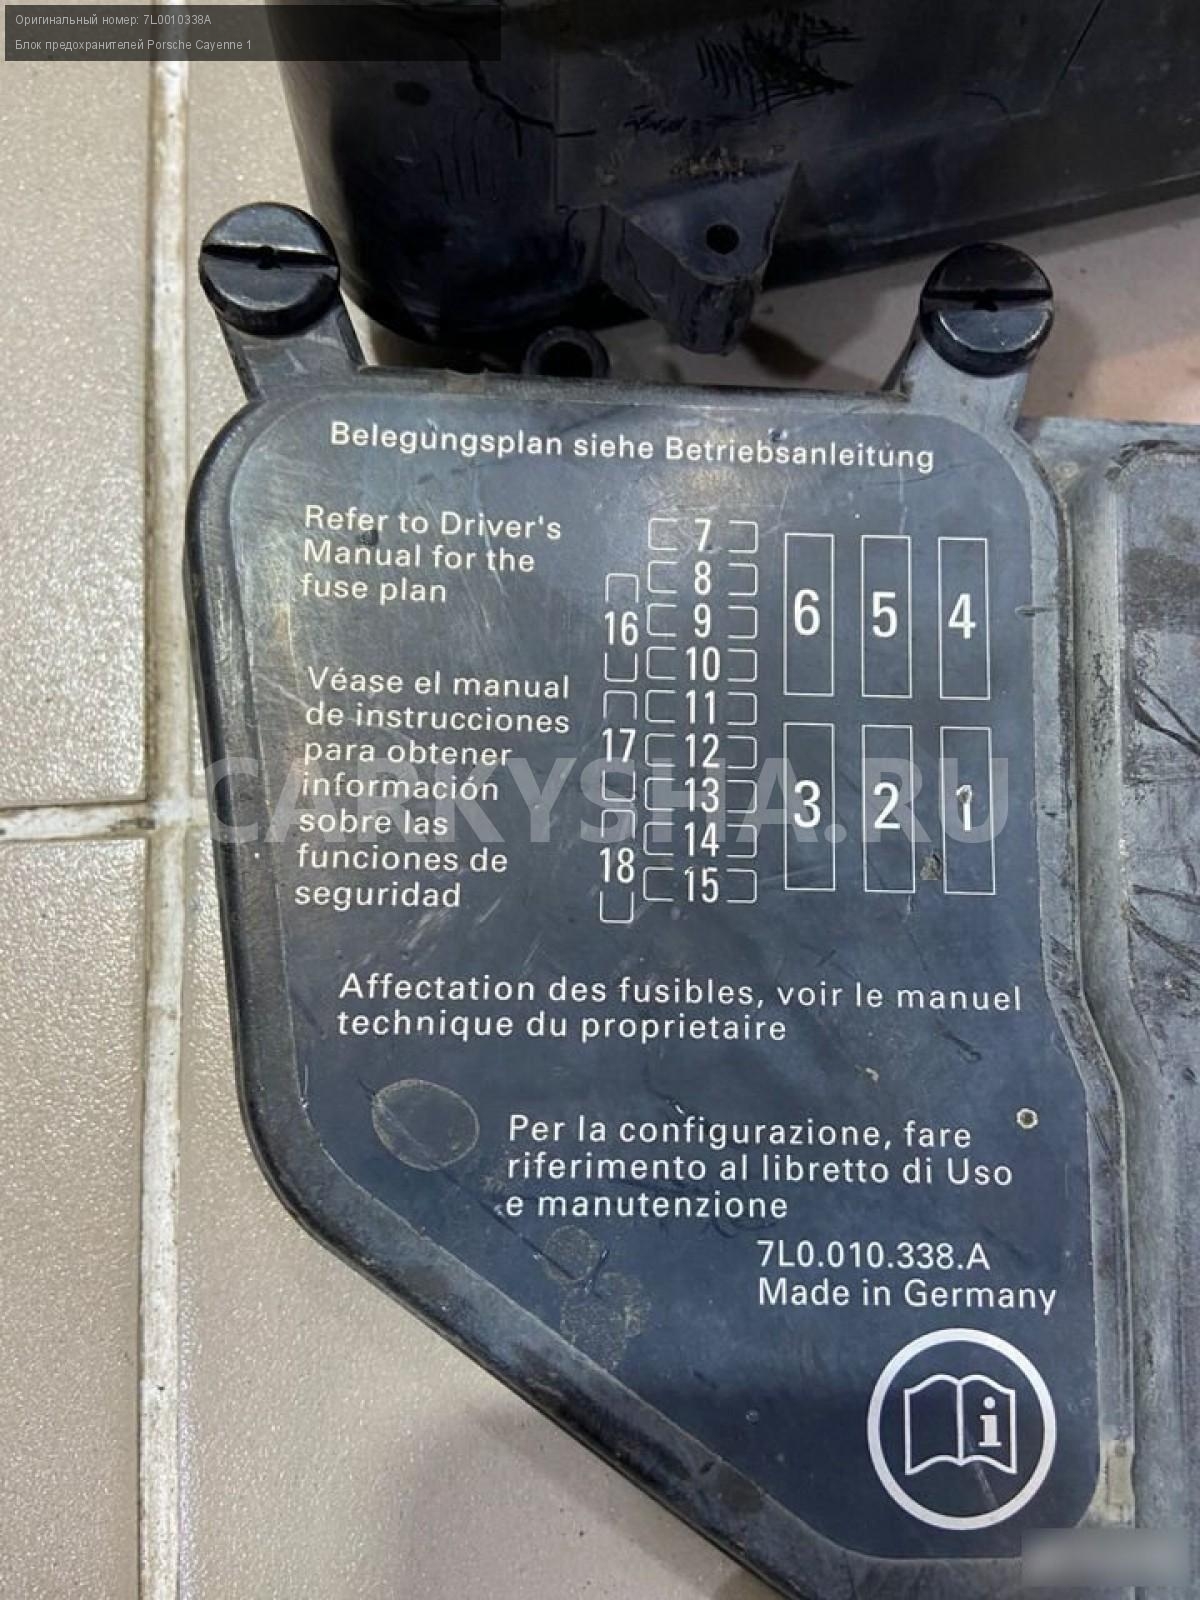 Оригинальный номер: 7L0010338A
Блок предохранителей Porsche Cayenne 1
Belegungsplan siehe Betriebsanleitung
Refer to Driver's
Manual for the
fuse plan
Véase el manual
de instrucciones
para obtener
información
sobre las
funciones de
seguridad
16
17
18
7
8
9
10
11
12
13
14
15
6 5 4
3 2 1
CARKYSHA.RU
Affectation des fusibles, voir le manuel
technique du proprietaire
Per la configurazione, fare
riferimento al libretto di Uso
e manutenzione
7L0.010.338.A
Made in Germany
i